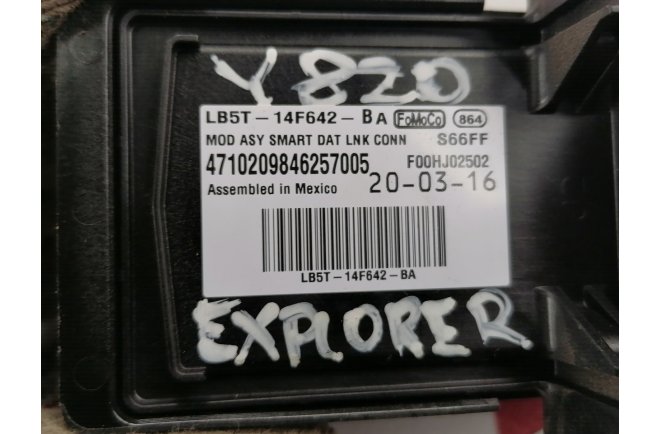 Y820
LB5T-14F642-BA FoMoCo 864
MOD ASY SMART DAT LNK CONN S66FF
4710209846257005 F00HJ02502
Assembled in Mexico 20-03-16
LB5T-14F642-BA
EXPLORER